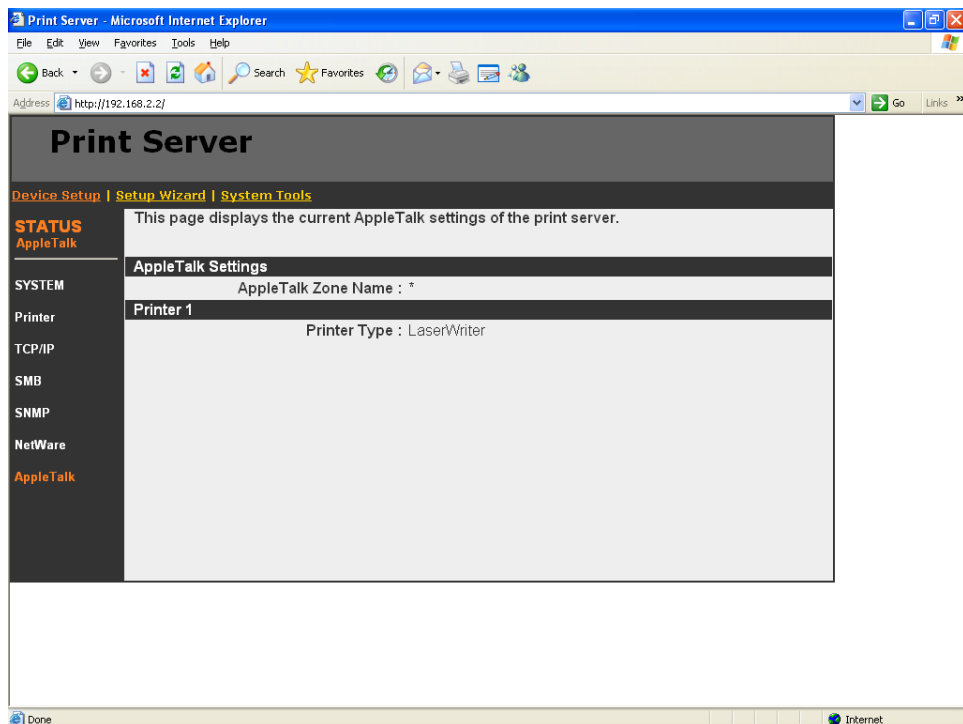 Print Server - Microsoft Internet Explorer
File Edit View Favorites Tools Help
Back Search Favorites
Address http://192.168.2.2/ Go Links »
Print Server
Device Setup | Setup Wizard | System Tools
STATUS
AppleTalk
SYSTEM
Printer
TCP/IP
SMB
SNMP
NetWare
AppleTalk
This page displays the current AppleTalk settings of the print server.
AppleTalk Settings
AppleTalk Zone Name : *
Printer 1
Printer Type : LaserWriter
Done Internet